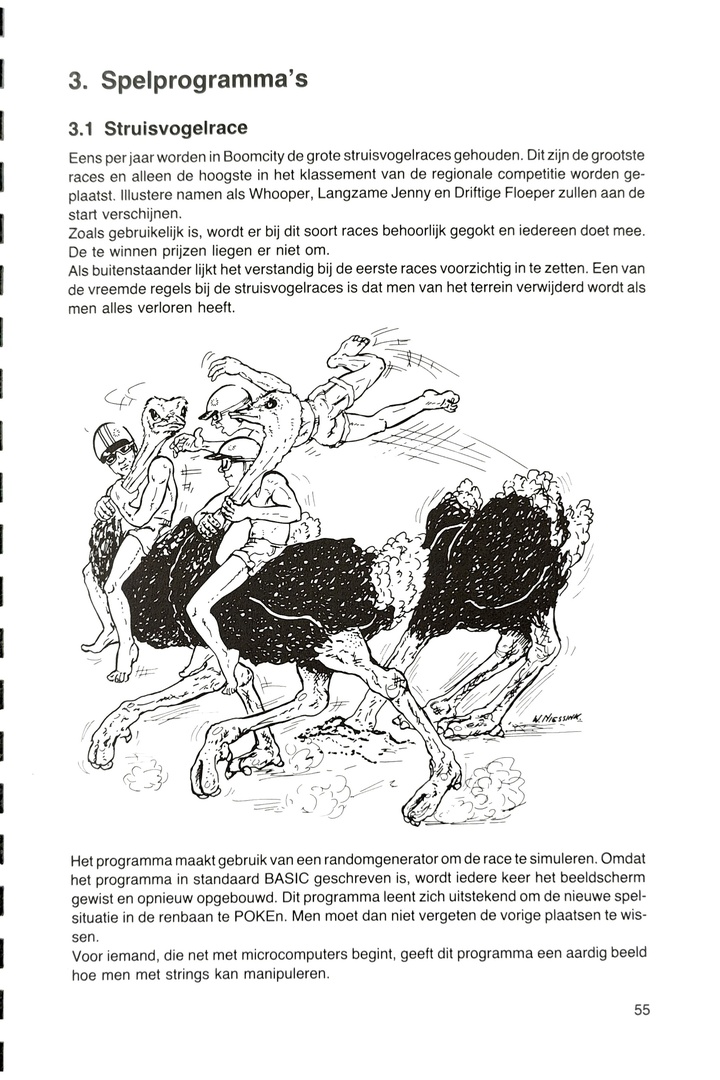 3. Spelprogramma's
3.1 Struisvogelrace
Eens per jaar worden in Boomcity de grote struisvogelraces gehouden. Dit zijn de grootste
races en alleen de hoogste in het klassement van de regionale competitie worden ge-
plaatst. Illustere namen als Whooper, Langzame Jenny en Driftige Floeper zullen aan de
start verschijnen.
Zoals gebruikelijk is, wordt er bij dit soort races behoorlijk gegokt en iedereen doet mee.
De te winnen prijzen liegen er niet om.
Als buitenstaander lijkt het verstandig bij de eerste races voorzichtig in te zetten. Een van
de vreemde regels bij de struisvogelraces is dat men van het terrein verwijderd wordt als
men alles verloren heeft.
W. NIESSINK.
Het programma maakt gebruik van een randomgenerator om de race te simuleren. Omdat
het programma in standaard BASIC geschreven is, wordt iedere keer het beeldscherm
gewist en opnieuw opgebouwd. Dit programma leent zich uitstekend om de nieuwe spel-
situatie in de renbaan te POKEn. Men moet dan niet vergeten de vorige plaatsen te wis-
sen.
Voor iemand, die net met microcomputers begint, geeft dit programma een aardig beeld
hoe men met strings kan manipuleren.
55